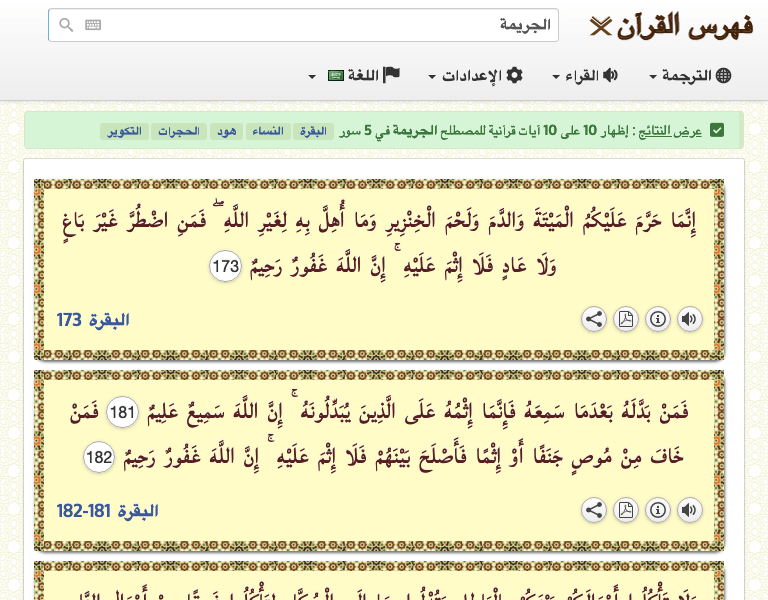 فهرس القرآن
الجريمة
الترجمة
القراء
الإعدادات
اللغة
عرض النتائج : إظهار 10 على 10 آيات قرآنية للمصطلح الجريمة في 5 سور البقرة النساء هود الحجرات التكوير
إِنَّمَا حَرَّمَ عَلَيْكُمُ الْمَيْتَةَ وَالدَّمَ وَلَحْمَ الْخِنْزِيرِ وَمَا أُهِلَّ بِهِ لِغَيْرِ اللَّهِ ۖ فَمَنِ اضْطُرَّ غَيْرَ بَاغٍ
وَلَا عَادٍ فَلَا إِثْمَ عَلَيْهِ ۚ إِنَّ اللَّهَ غَفُورٌ رَحِيمٌ 173
البقرة 173
فَمَنْ بَدَّلَهُ بَعْدَمَا سَمِعَهُ فَإِنَّمَا إِثْمُهُ عَلَى الَّذِينَ يُبَدِّلُونَهُ ۚ إِنَّ اللَّهَ سَمِيعٌ عَلِيمٌ 181 فَمَنْ
خَافَ مِنْ مُوصٍ جَنَفًا أَوْ إِثْمًا فَأَصْلَحَ بَيْنَهُمْ فَلَا إِثْمَ عَلَيْهِ ۚ إِنَّ اللَّهَ غَفُورٌ رَحِيمٌ 182
البقرة 181-182